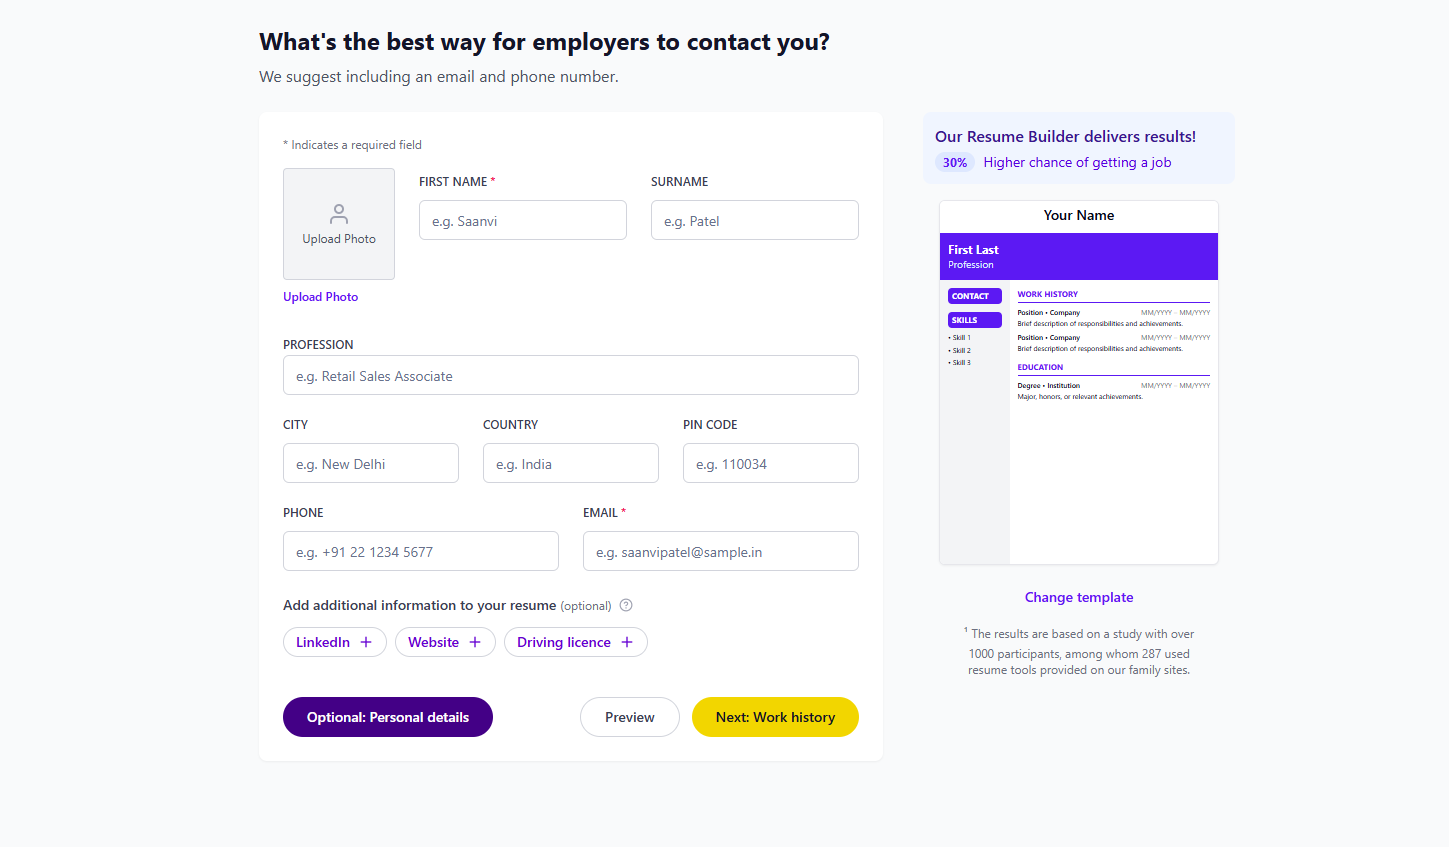 What's the best way for employers to contact you?
We suggest including an email and phone number.
* Indicates a required field
Upload Photo
Upload Photo
FIRST NAME *
e.g. Saanvi
SURNAME
e.g. Patel
PROFESSION
e.g. Retail Sales Associate
CITY
e.g. New Delhi
COUNTRY
e.g. India
PIN CODE
e.g. 110034
PHONE
e.g. +91 22 1234 5677
EMAIL *
e.g. saanvipatel@sample.in
Add additional information to your resume (optional) ?
LinkedIn +
Website +
Driving licence +
Optional: Personal details
Preview
Next: Work history
Our Resume Builder delivers results!
30% Higher chance of getting a job
Your Name
First Last
Profession
CONTACT
SKILLS
• Skill 1
• Skill 2
• Skill 3
WORK HISTORY
Position • Company MM/YYYY - MM/YYYY
Brief description of responsibilities and achievements.
Position • Company MM/YYYY - MM/YYYY
Brief description of responsibilities and achievements.
EDUCATION
Degree • Institution MM/YYYY - MM/YYYY
Major, honors, or relevant achievements.
Change template
1 The results are based on a study with over
1000 participants, among whom 287 used
resume tools provided on our family sites.